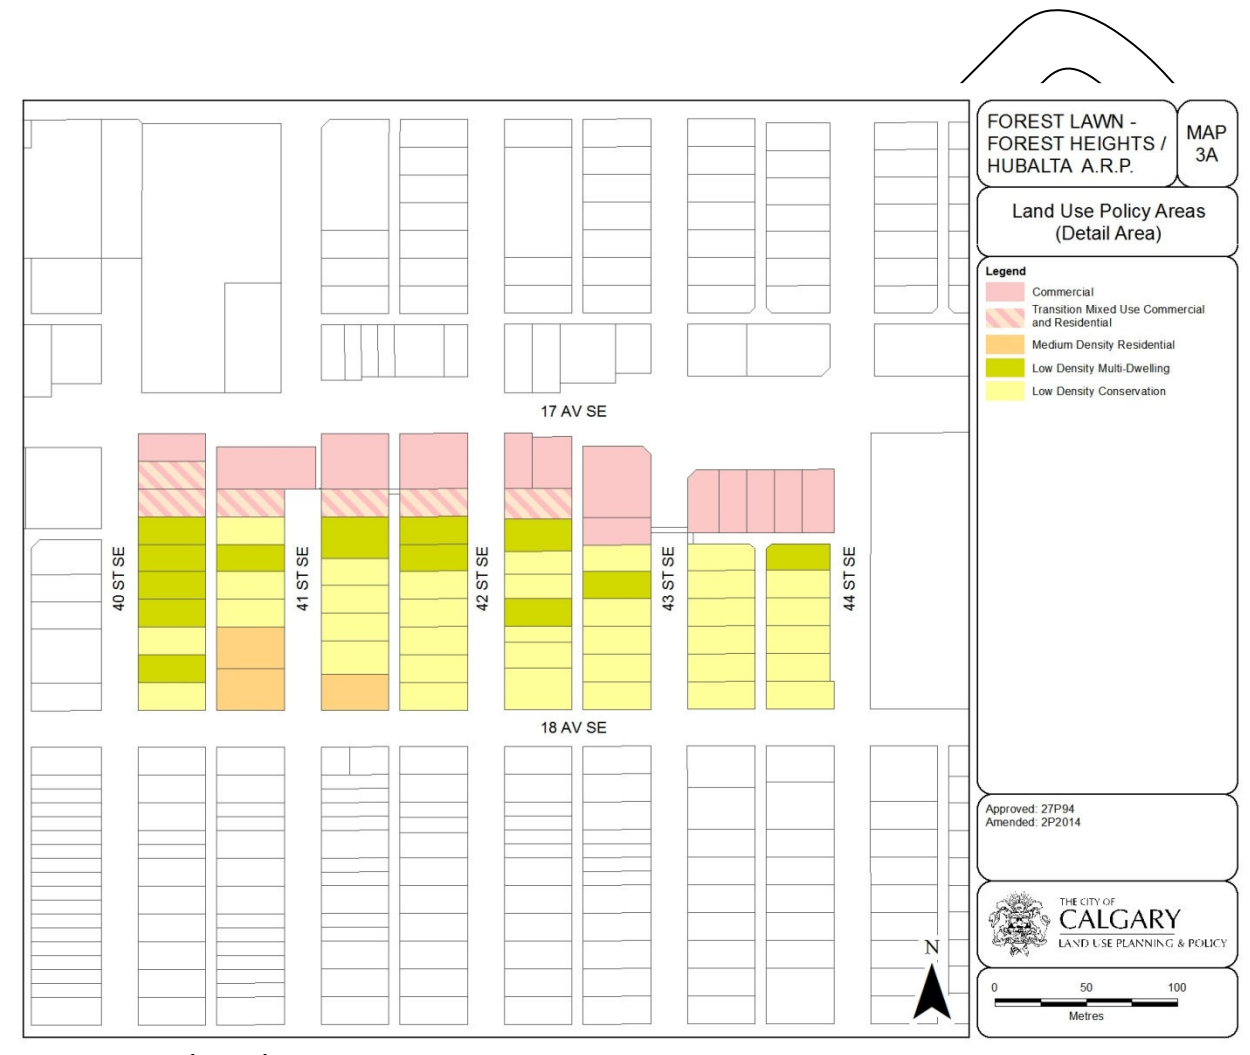 FOREST LAWN -
FOREST HEIGHTS /
HUBALTA A.R.P.
MAP
3A
Land Use Policy Areas
(Detail Area)
Legend
Commercial
Transition Mixed Use Commercial
and Residential
Medium Density Residential
Low Density Multi-Dwelling
Low Density Conservation
17 AV SE
40 ST SE
41 ST SE
42 ST SE
43 ST SE
44 ST SE
18 AV SE
Approved: 27P94
Amended: 2P2014
THE CITY OF
CALGARY
LAND USE PLANNING & POLICY
N
0 50 100
Metres